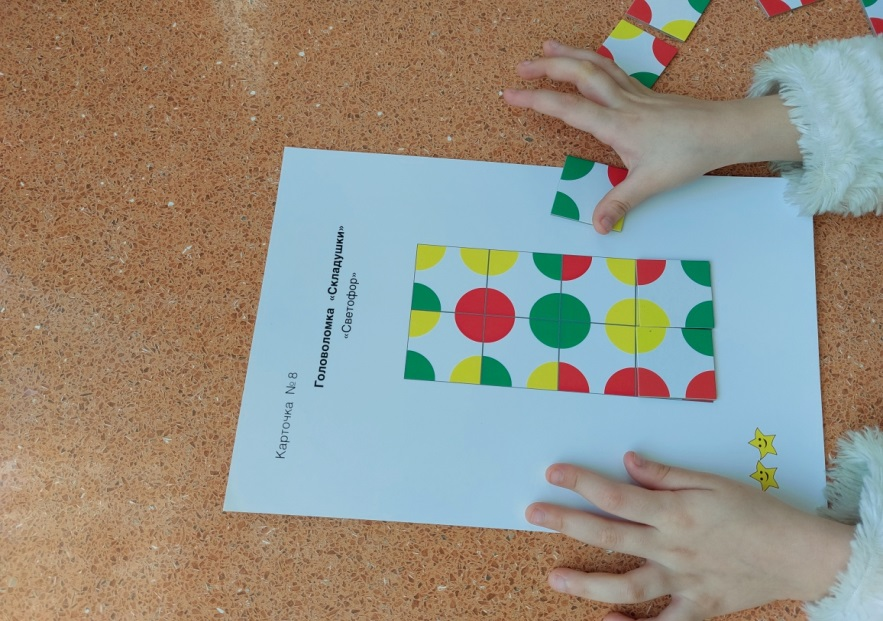 Карточка № 8
Головоломка «Складушки»
«Светофор»